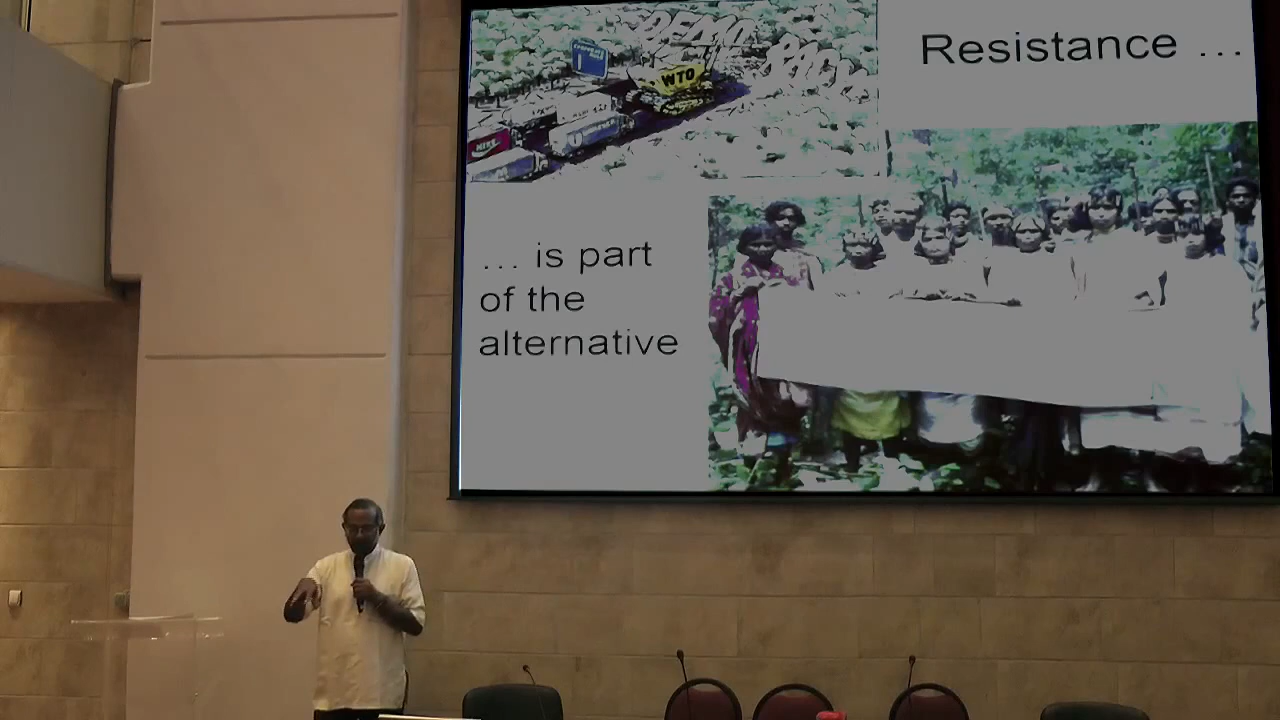 Resistance ...
WTO
NIKE
... is part
of the
alternative